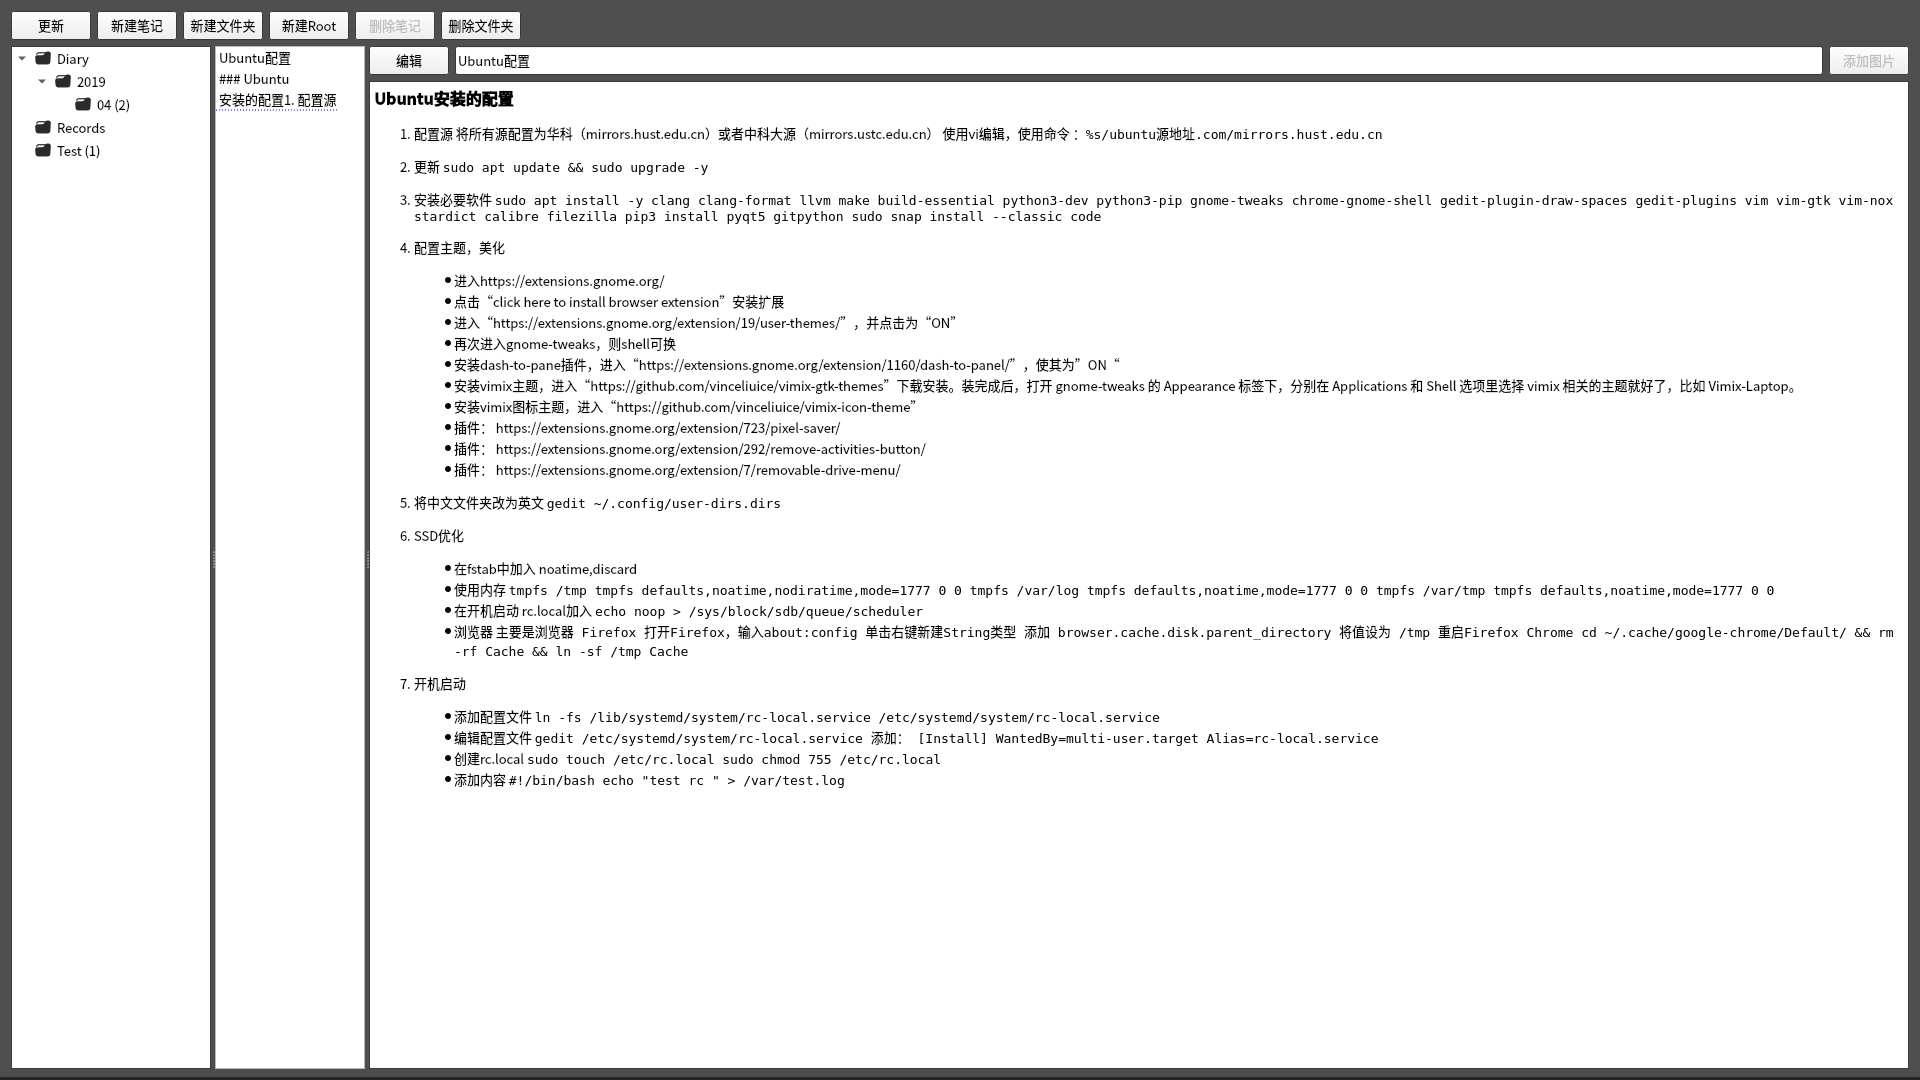 更新 新建笔记 新建文件夹 新建Root 删除笔记 删除文件夹
Diary
2019
04 (2)
Records
Test (1)
Ubuntu配置
### Ubuntu
安装的配置1. 配置源
编辑 Ubuntu配置 添加图片
Ubuntu安装的配置
1. 配置源 将所有源配置为华科（mirrors.hust.edu.cn）或者中科大源（mirrors.ustc.edu.cn） 使用vi编辑，使用命令： %s/ubuntu源地址.com/mirrors.hust.edu.cn
2. 更新 sudo apt update && sudo upgrade -y
3. 安装必要软件 sudo apt install -y clang clang-format llvm make build-essential python3-dev python3-pip gnome-tweaks chrome-gnome-shell gedit-plugin-draw-spaces gedit-plugins vim vim-gtk vim-nox
stardict calibre filezilla pip3 install pyqt5 gitpython sudo snap install --classic code
4. 配置主题，美化
●进入https://extensions.gnome.org/
●点击“click here to install browser extension”安装扩展
●进入“https://extensions.gnome.org/extension/19/user-themes/”，并点击为“ON”
●再次进入gnome-tweaks，则shell可换
●安装dash-to-pane插件，进入“https://extensions.gnome.org/extension/1160/dash-to-panel/”，使其为”ON“
●安装vimix主题，进入“https://github.com/vinceliuice/vimix-gtk-themes”下载安装。装完成后，打开 gnome-tweaks 的 Appearance 标签下，分别在 Applications 和 Shell 选项里选择 vimix 相关的主题就好了，比如 Vimix-Laptop。
●安装vimix图标主题，进入“https://github.com/vinceliuice/vimix-icon-theme”
●插件： https://extensions.gnome.org/extension/723/pixel-saver/
●插件： https://extensions.gnome.org/extension/292/remove-activities-button/
●插件： https://extensions.gnome.org/extension/7/removable-drive-menu/
5. 将中文文件夹改为英文 gedit ~/.config/user-dirs.dirs
6. SSD优化
●在fstab中加入 noatime,discard
●使用内存 tmpfs /tmp tmpfs defaults,noatime,nodiratime,mode=1777 0 0 tmpfs /var/log tmpfs defaults,noatime,mode=1777 0 0 tmpfs /var/tmp tmpfs defaults,noatime,mode=1777 0 0
●在开机启动 rc.local加入 echo noop > /sys/block/sdb/queue/scheduler
●浏览器 主要是浏览器 Firefox 打开Firefox，输入about:config 单击右键新建String类型 添加 browser.cache.disk.parent_directory 将值设为 /tmp 重启Firefox Chrome cd ~/.cache/google-chrome/Default/ && rm
-rf Cache && ln -sf /tmp Cache
7. 开机启动
●添加配置文件 ln -fs /lib/systemd/system/rc-local.service /etc/systemd/system/rc-local.service
●编辑配置文件 gedit /etc/systemd/system/rc-local.service 添加： [Install] WantedBy=multi-user.target Alias=rc-local.service
●创建rc.local sudo touch /etc/rc.local sudo chmod 755 /etc/rc.local
●添加内容 #!/bin/bash echo "test rc " > /var/test.log